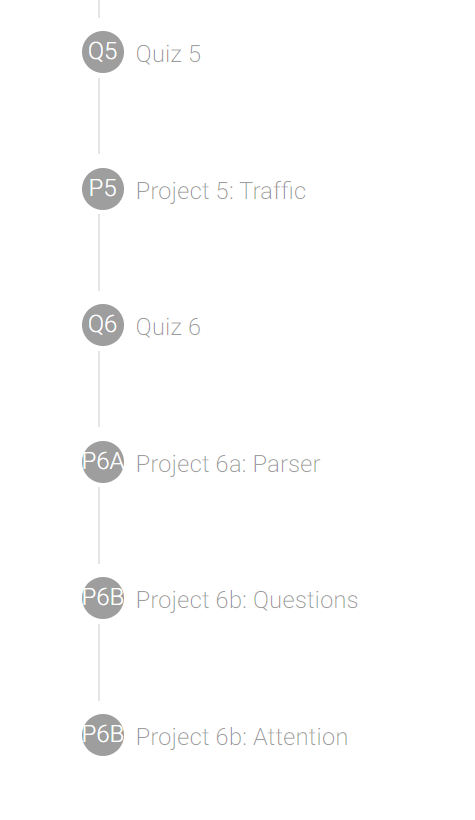 Q5 Quiz 5
P5 Project 5: Traffic
Q6 Quiz 6
P6A Project 6a: Parser
P6B Project 6b: Questions
P6B Project 6b: Attention